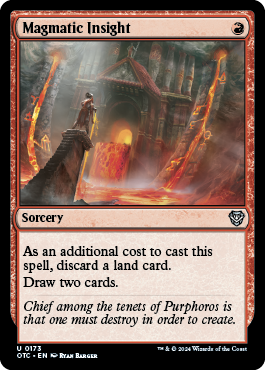 Magmatic Insight
Sorcery
As an additional cost to cast this
spell, discard a land card.
Draw two cards.
Chief among the tenets of Purphoros is
that one must destroy in order to create.
U 0173
OTC • EN Ryan Barger
™ & © 2024 Wizards of the Coast